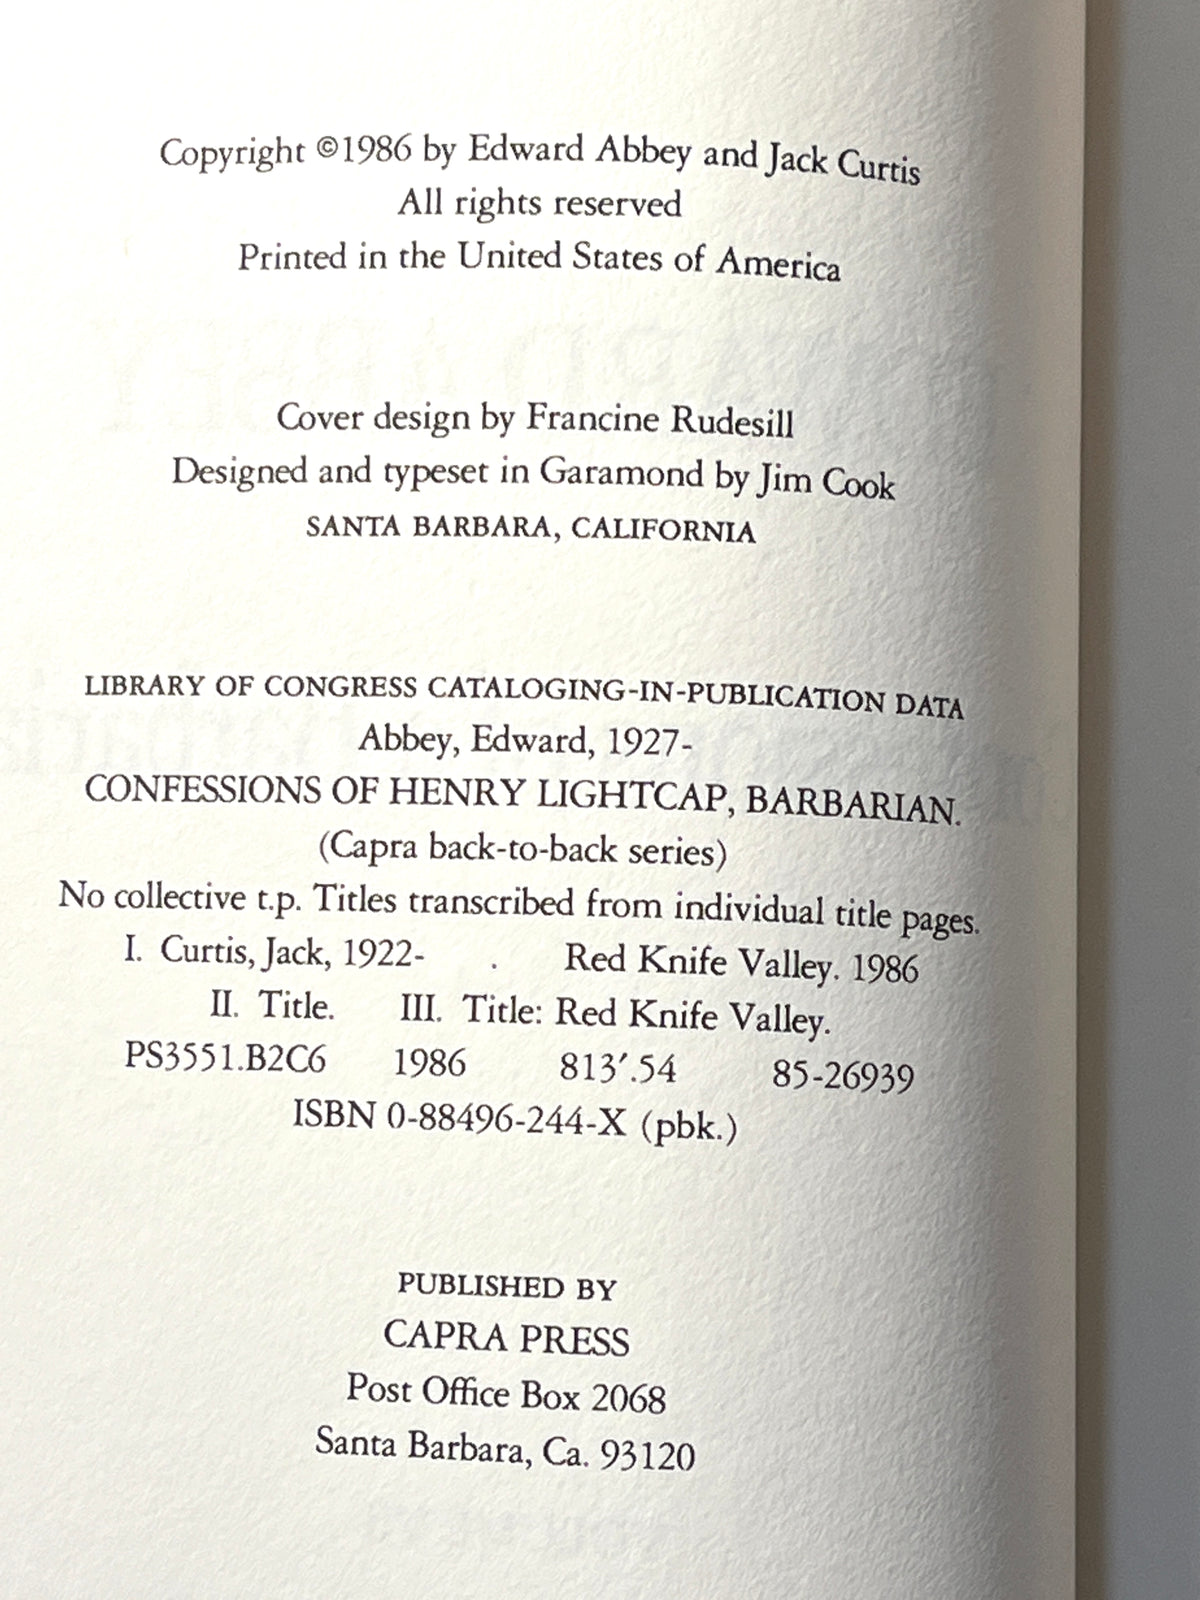 Copyright ©1986 by Edward Abbey and Jack Curtis
All rights reserved
Printed in the United States of America
Cover design by Francine Rudesill
Designed and typeset in Garamond by Jim Cook
SANTA BARBARA, CALIFORNIA
LIBRARY OF CONGRESS CATALOGING-IN-PUBLICATION DATA
Abbey, Edward, 1927-
CONFESSIONS OF HENRY LIGHTCAP, BARBARIAN.
(Capra back-to-back series)
No collective t.p. Titles transcribed from individual title pages.
I. Curtis, Jack, 1922- . Red Knife Valley. 1986
II. Title. III. Title: Red Knife Valley.
PS3551.B2C6 1986 813′.54 85-26939
ISBN 0-88496-244-X (pbk.)
PUBLISHED BY
CAPRA PRESS
Post Office Box 2068
Santa Barbara, Ca. 93120